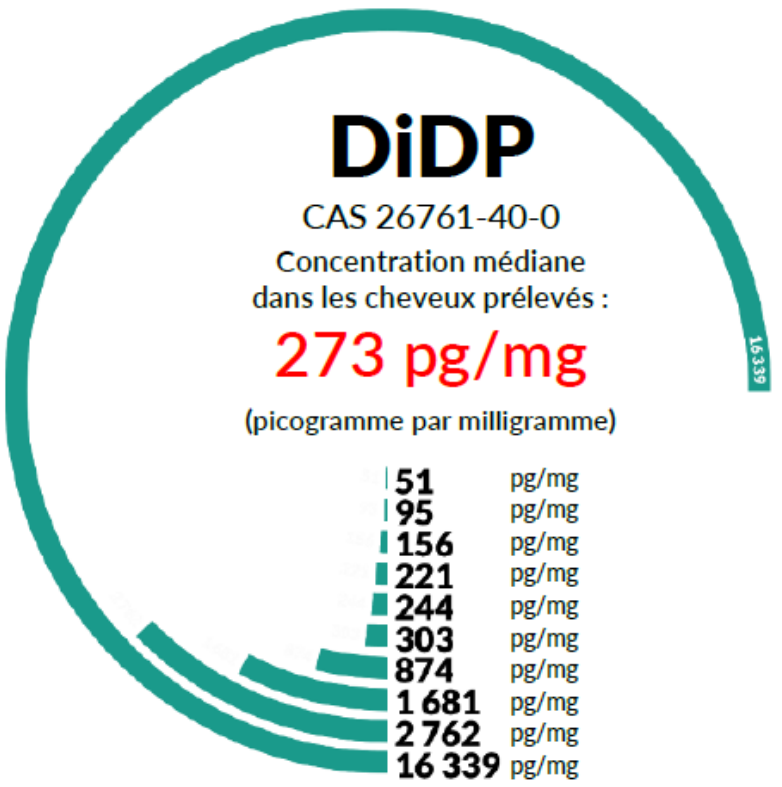 DiDP
CAS 26761-40-0
Concentration médiane
dans les cheveux prélevés :
273 pg/mg
16339
(picogramme par milligramme)
51 pg/mg
95 pg/mg
156 pg/mg
221 pg/mg
244 pg/mg
303 pg/mg
874 pg/mg
1 681 pg/mg
2 762 pg/mg
16 339 pg/mg